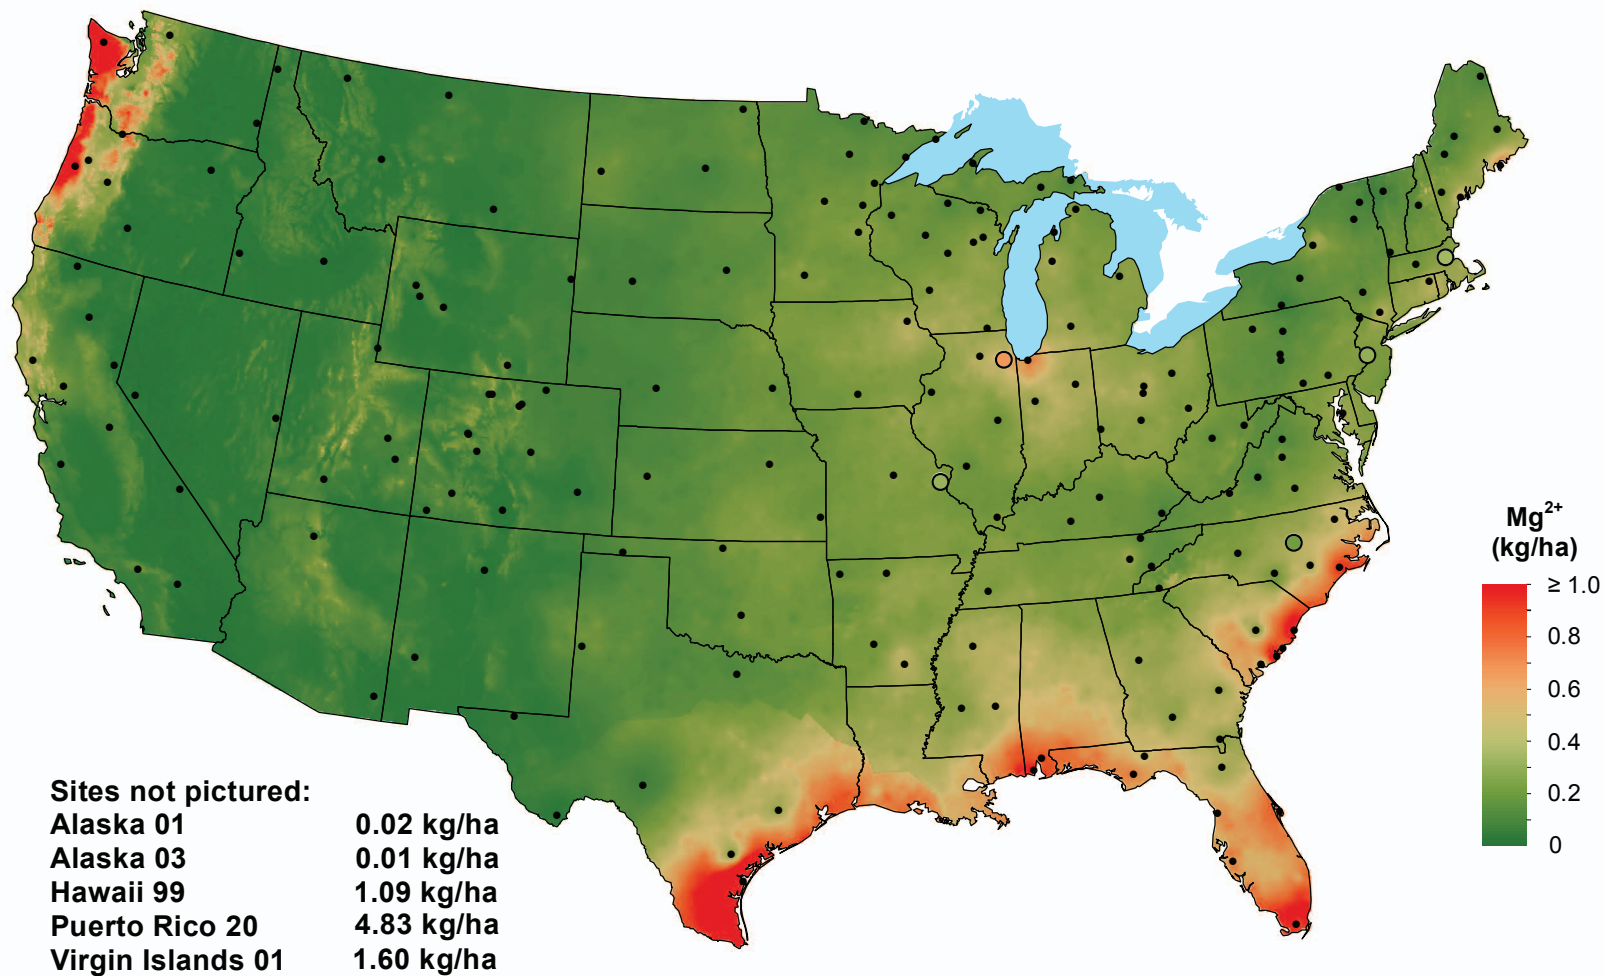 Mg2+
(kg/ha)
≥ 1.0
0.8
0.6
0.4
0.2
0
Sites not pictured:
Alaska 01 0.02 kg/ha
Alaska 03 0.01 kg/ha
Hawaii 99 1.09 kg/ha
Puerto Rico 20 4.83 kg/ha
Virgin Islands 01 1.60 kg/ha